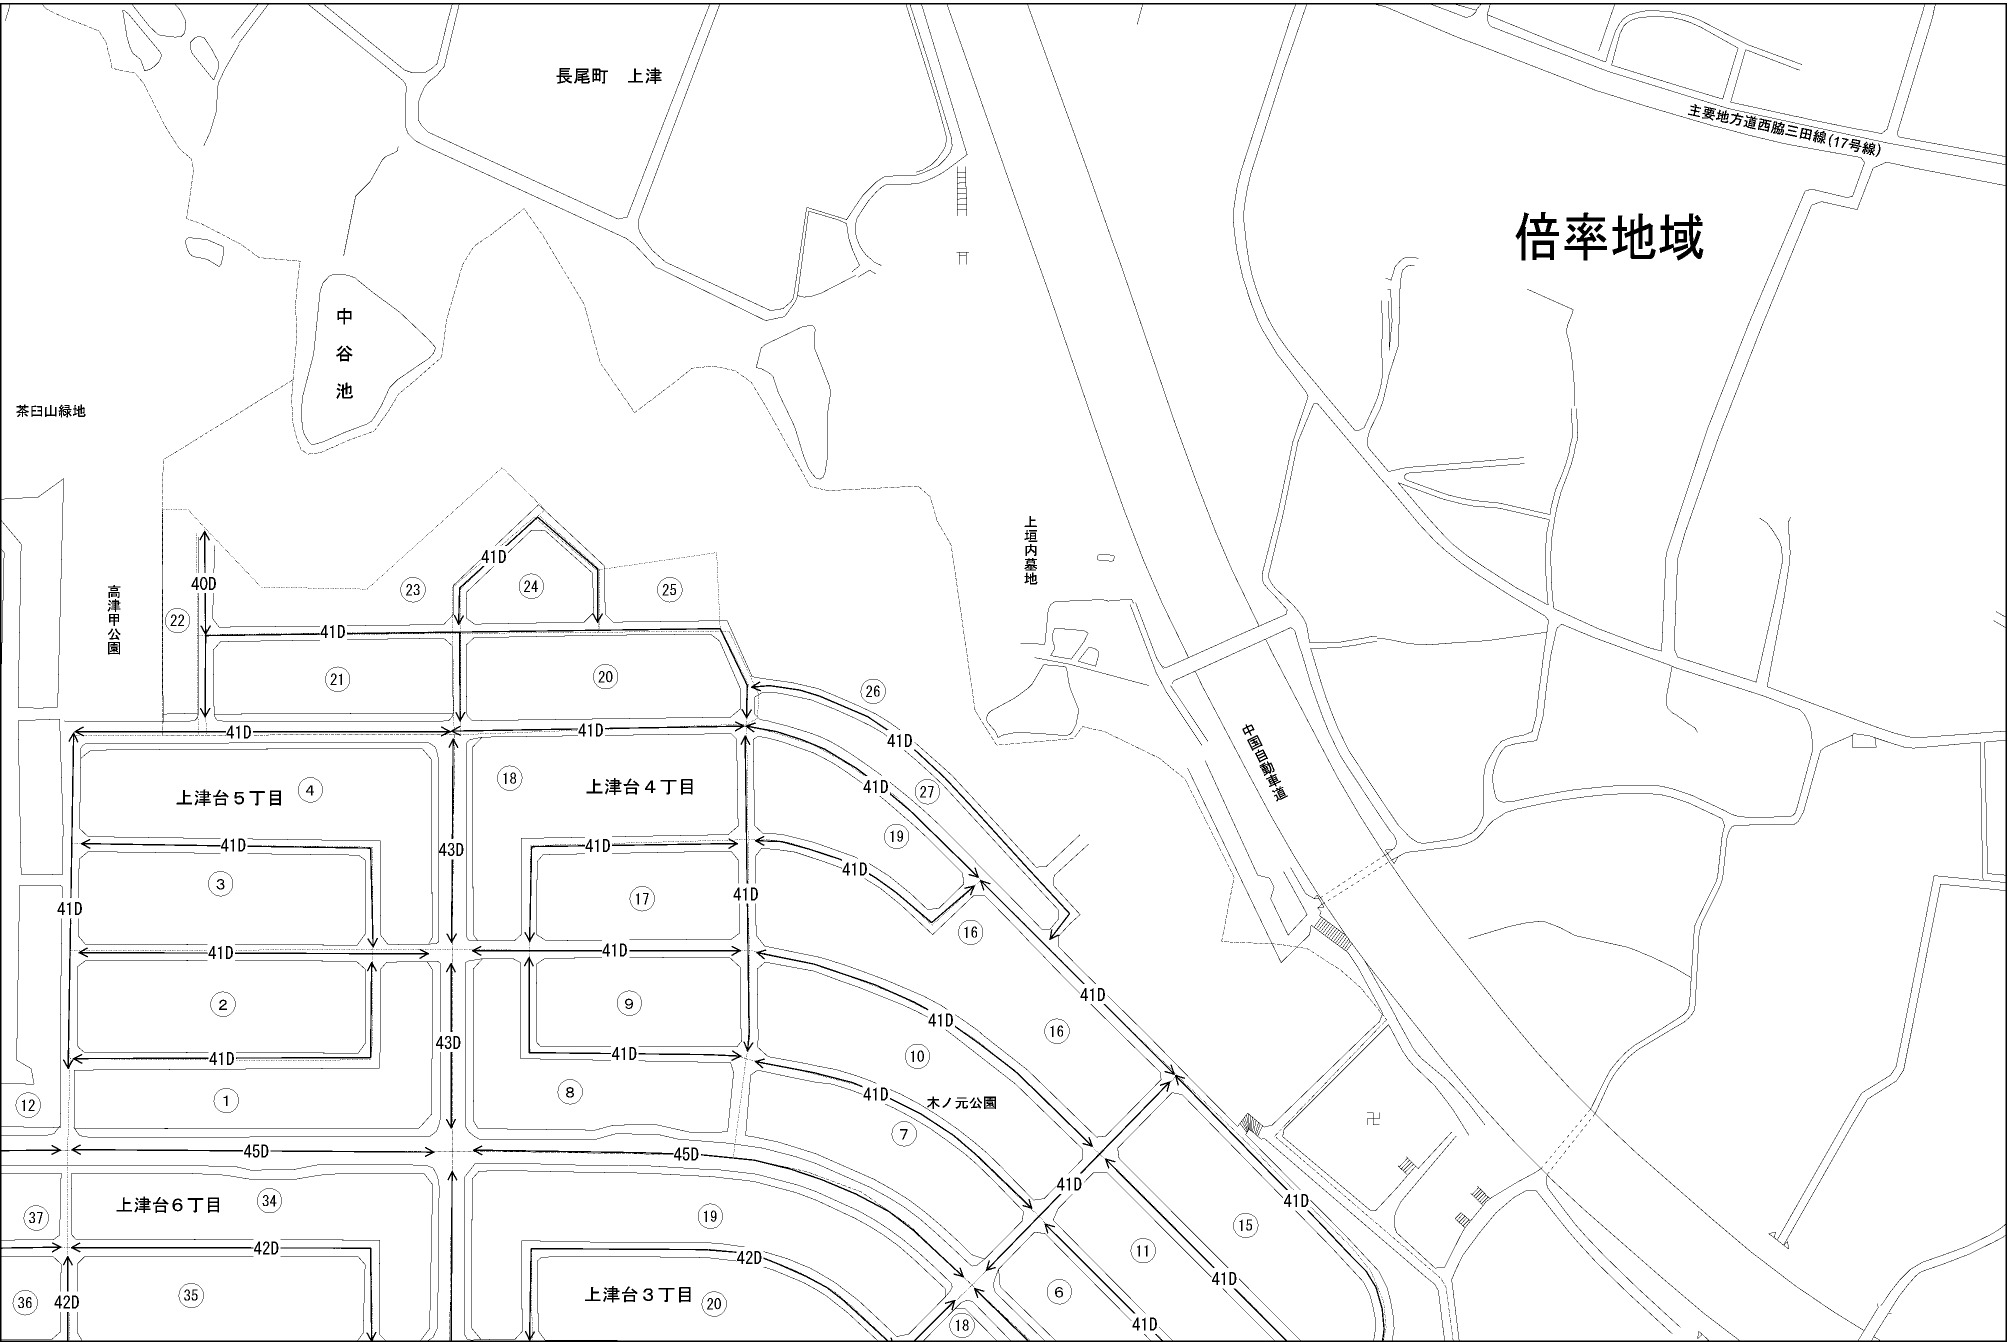 長尾町　上津
主要地方道西脇三田線(17号線)
倍率地域
中谷池
茶臼山緑地
上垣内墓地
高津甲公園
41D
40D
23
24
25
22
41D
21
20
26
41D
41D
41D
中国自動車道
上津台５丁目
4
18
上津台４丁目
41D
27
19
41D
43D
41D
41D
3
17
41D
41D
16
41D
41D
41D
2
9
41D
41D
16
43D
10
41D
41D
8
41D
木ノ元公園
1
12
7
卍
45D
45D
41D
上津台６丁目
34
37
19
15
41D
42D
42D
11
41D
上津台３丁目
36
42D
35
20
6
18
41D